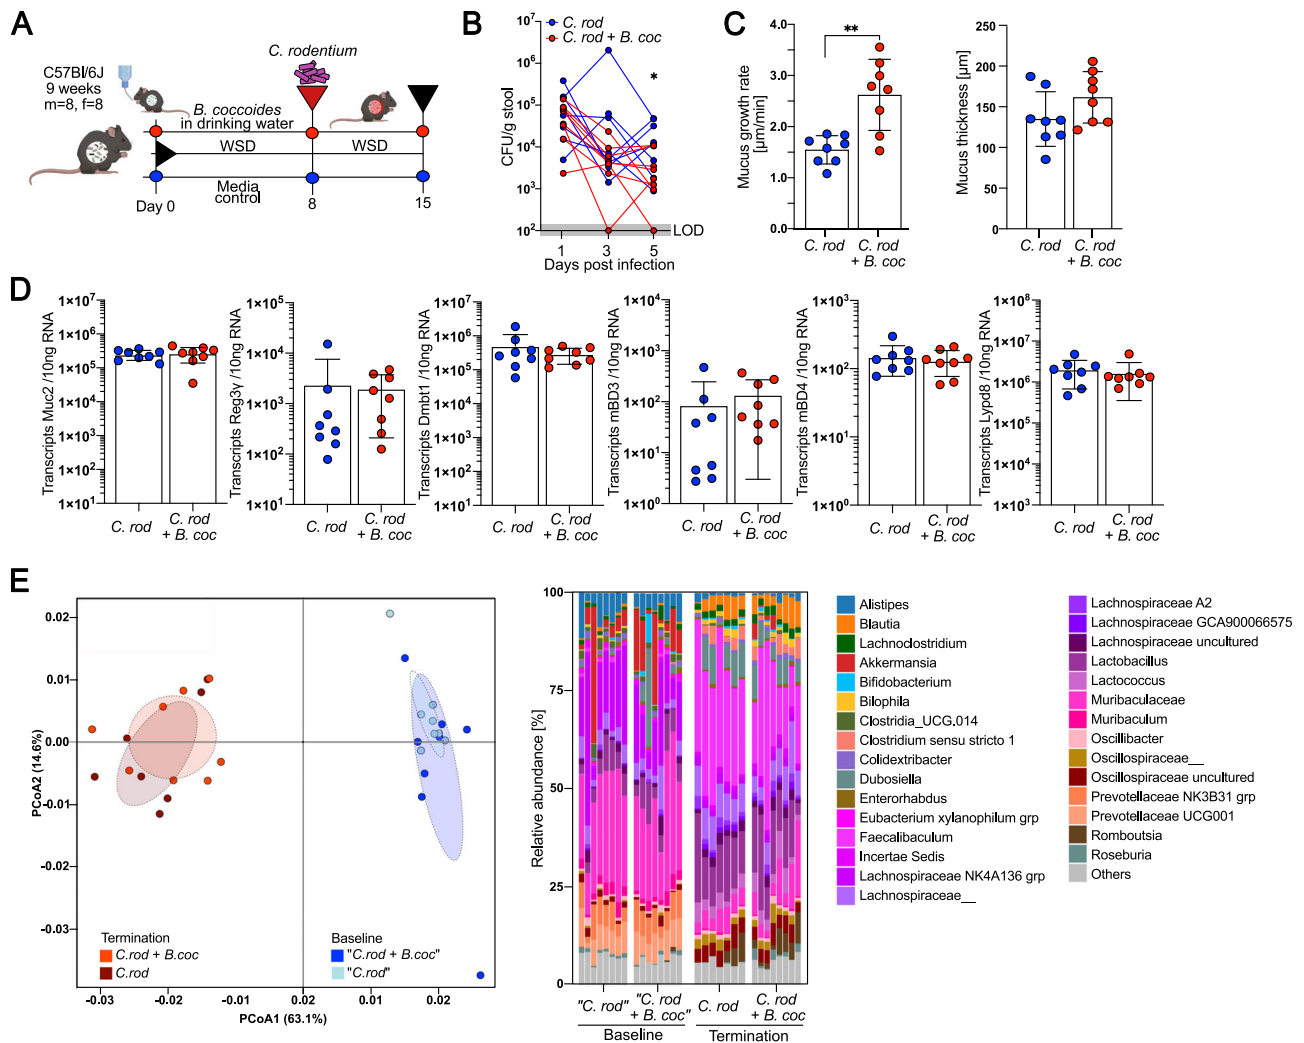 A
C57Bl/6J
9 weeks
m=8, f=8
C. rodentium
B. coccoides
in drinking water
WSD
WSD
Media
control
Day 0
8
15
B
C. rod
C. rod + B. coc
*
CFU/g stool
10⁷
10⁶
10⁵
10⁴
10³
10²
LOD
1
3
5
Days post infection
C
Mucus growth rate
[µm/min]
4.0
3.0
2.0
1.0
0.0
**
C. rod
C. rod
+ B. coc
Mucus thickness [µm]
250
200
150
100
50
0
C. rod
C. rod
+ B. coc
D
Transcripts Muc2 /10ng RNA
1×10⁷
1×10⁶
1×10⁵
1×10⁴
1×10³
1×10²
1×10¹
C. rod
C. rod
+ B. coc
Transcripts Reg3γ /10ng RNA
1×10⁵
1×10⁴
1×10³
1×10²
1×10¹
C. rod
C. rod
+ B. coc
Transcripts Dmbt1 /10ng RNA
1×10⁷
1×10⁶
1×10⁵
1×10⁴
1×10³
1×10²
1×10¹
C. rod
C. rod
+ B. coc
Transcripts mBD3 /10ng RNA
1×10⁴
1×10³
1×10²
1×10¹
1×10⁰
C. rod
C. rod
+ B. coc
Transcripts mBD4 /10ng RNA
1×10³
1×10²
1×10¹
1×10⁰
C. rod
C. rod
+ B. coc
Transcripts Lypd8 /10ng RNA
1×10⁸
1×10⁷
1×10⁶
1×10⁵
1×10⁴
1×10³
C. rod
C. rod
+ B. coc
E
PCoA2 (14.6%)
0.02
0.01
0.00
-0.01
-0.02
-0.03
Termination
C.rod + B.coc
C.rod
Baseline
"C.rod + B.coc"
"C.rod"
-0.03
-0.02
-0.01
0.02
0.01
0.02
PCoA1 (63.1%)
Relative abundance [%]
100
75
50
25
0
"C. rod"
"C. rod
+ B. coc"
C. rod
C. rod
+ B. coc
Baseline
Termination
Alistipes
Blautia
Lachnoclostridium
Akkermansia
Bifidobacterium
Bilophila
Clostridia_UCG.014
Clostridium sensu stricto 1
Colidextribacter
Dubosiella
Enterorhabdus
Eubacterium xylanophilum grp
Faecalibaculum
Incertae Sedis
Lachnospiraceae NK4A136 grp
Lachnospiraceae__
Lachnospiraceae A2
Lachnospiraceae GCA900066575
Lachnospiraceae uncultured
Lactobacillus
Lactococcus
Muribaculaceae
Muribaculum
Oscillibacter
Oscillospiraceae__
Oscillospiraceae uncultured
Prevotellaceae NK3B31 grp
Prevotellaceae UCG001
Romboutsia
Roseburia
Others